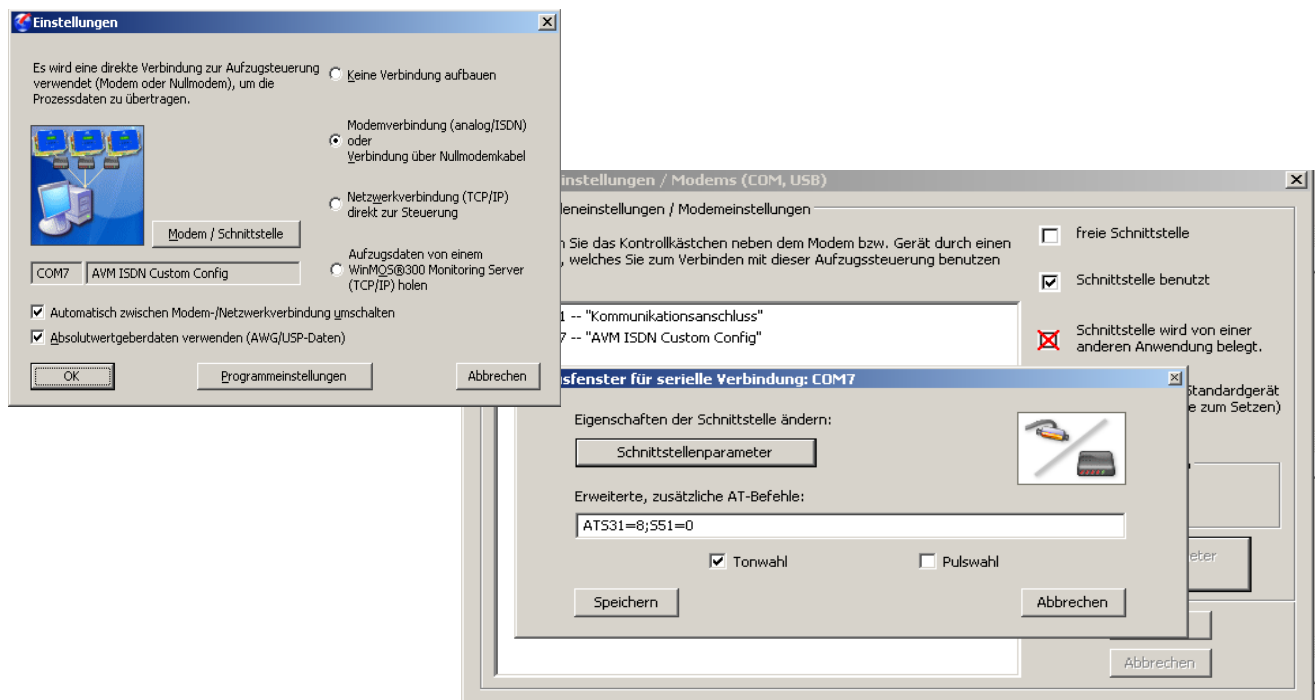 Einstellungen
Es wird eine direkte Verbindung zur Aufzugsteuerung
verwendet (Modem oder Nullmodem), um die
Prozessdaten zu übertragen.
Keine Verbindung aufbauen
Modemverbindung (analog/ISDN)
oder
Verbindung über Nullmodemkabel
Netzwerkverbindung (TCP/IP)
direkt zur Steuerung
Aufzugsdaten von einem
WinMOS®300 Monitoring Server
(TCP/IP) holen
Modem / Schnittstelle
COM7 AVM ISDN Custom Config
Automatisch zwischen Modem-/Netzwerkverbindung umschalten
Absolutwertgeberdaten verwenden (AWG/USP-Daten)
OK Programmeinstellungen Abbrechen
instellungen / Modems (COM, USB)
leneinstellungen / Modemeinstellungen
Sie das Kontrollkästchen neben dem Modem bzw. Gerät durch einen
, welches Sie zum Verbinden mit dieser Aufzugssteuerung benutzen
1 -- "Kommunikationsanschluss"
7 -- "AVM ISDN Custom Config"
freie Schnittstelle
Schnittstelle benutzt
Schnittstelle wird von einer
anderen Anwendung belegt.
Standardgerät
e zum Setzen)
sfenster für serielle Verbindung: COM7
Eigenschaften der Schnittstelle ändern:
Schnittstellenparameter
Erweiterte, zusätzliche AT-Befehle:
ATS31=8;S51=0
Tonwahl Pulswahl
Speichern Abbrechen
eter
Abbrechen